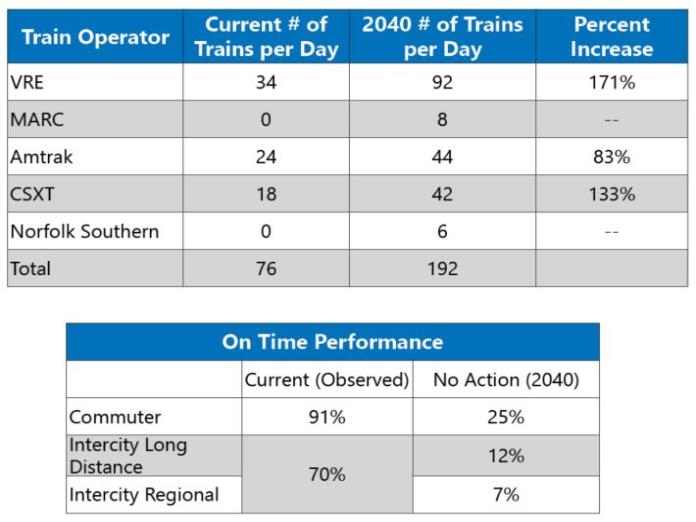 Train Operator Current # of Trains per Day 2040 # of Trains per Day Percent Increase
VRE 34 92 171%
MARC 0 8 --
Amtrak 24 44 83%
CSXT 18 42 133%
Norfolk Southern 0 6 --
Total 76 192
On Time Performance
Current (Observed) No Action (2040)
Commuter 91% 25%
Intercity Long Distance 70% 12%
Intercity Regional 7%